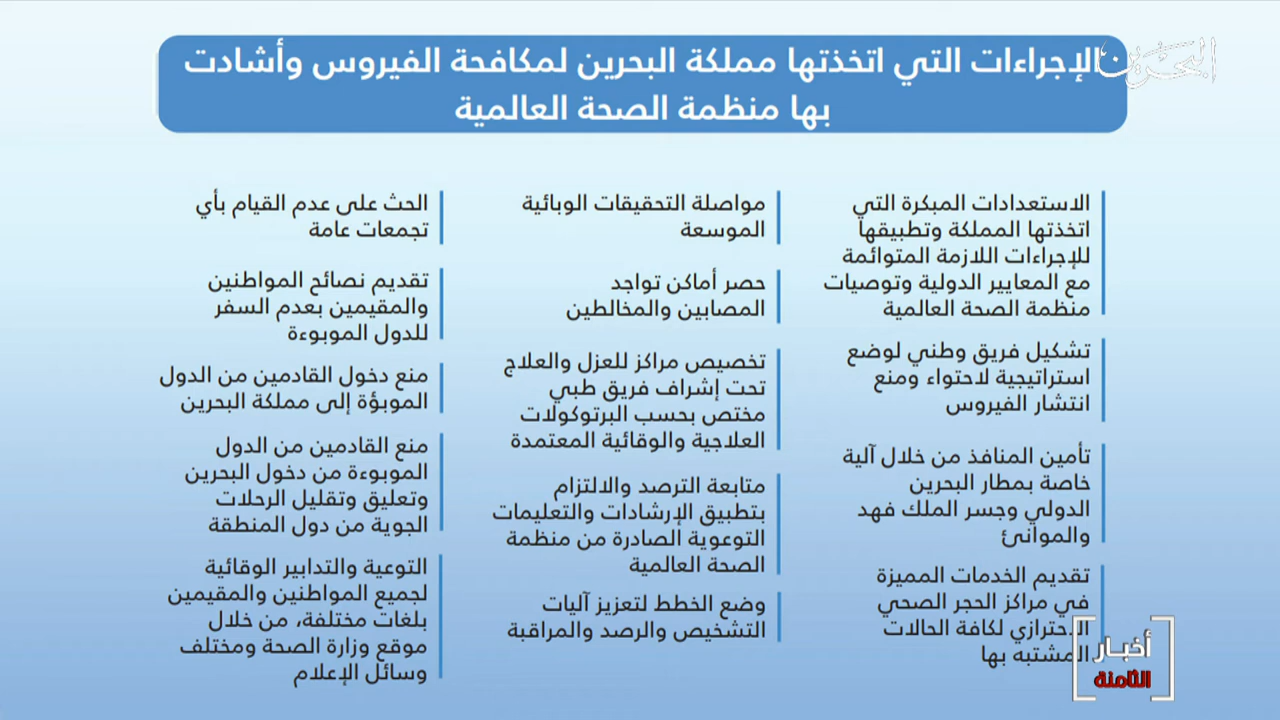 الإجراءات التي اتخذتها مملكة البحرين لمكافحة الفيروس وأشادت
بها منظمة الصحة العالمية
البحرين
الاستعدادات المبكرة التي
اتخذتها المملكة وتطبيقها
للإجراءات اللازمة المتوائمة
مع المعايير الدولية وتوصيات
منظمة الصحة العالمية
تشكيل فريق وطني لوضع
استراتيجية لاحتواء ومنع
انتشار الفيروس
تأمين المنافذ من خلال آلية
خاصة بمطار البحرين
الدولي وجسر الملك فهد
والموانئ
تقديم الخدمات المميزة
في مراكز الحجر الصحي
الاحترازي لكافة الحالات
المشتبه بها
مواصلة التحقيقات الوبائية
الموسعة
حصر أماكن تواجد
المصابين والمخالطين
تخصيص مراكز للعزل والعلاج
تحت إشراف فريق طبي
مختص بحسب البرتوكولات
العلاجية والوقائية المعتمدة
متابعة الترصد والالتزام
بتطبيق الإرشادات والتعليمات
التوعوية الصادرة من منظمة
الصحة العالمية
وضع الخطط لتعزيز آليات
التشخيص والرصد والمراقبة
الحث على عدم القيام بأي
تجمعات عامة
تقديم نصائح المواطنين
والمقيمين بعدم السفر
للدول الموبوءة
منع دخول القادمين من الدول
الموبؤة إلى مملكة البحرين
منع القادمين من الدول
الموبوءة من دخول البحرين
وتعليق وتقليل الرحلات
الجوية من دول المنطقة
التوعية والتدابير الوقائية
لجميع المواطنين والمقيمين
بلغات مختلفة، من خلال
موقع وزارة الصحة ومختلف
وسائل الإعلام
أخبار
الثامنة